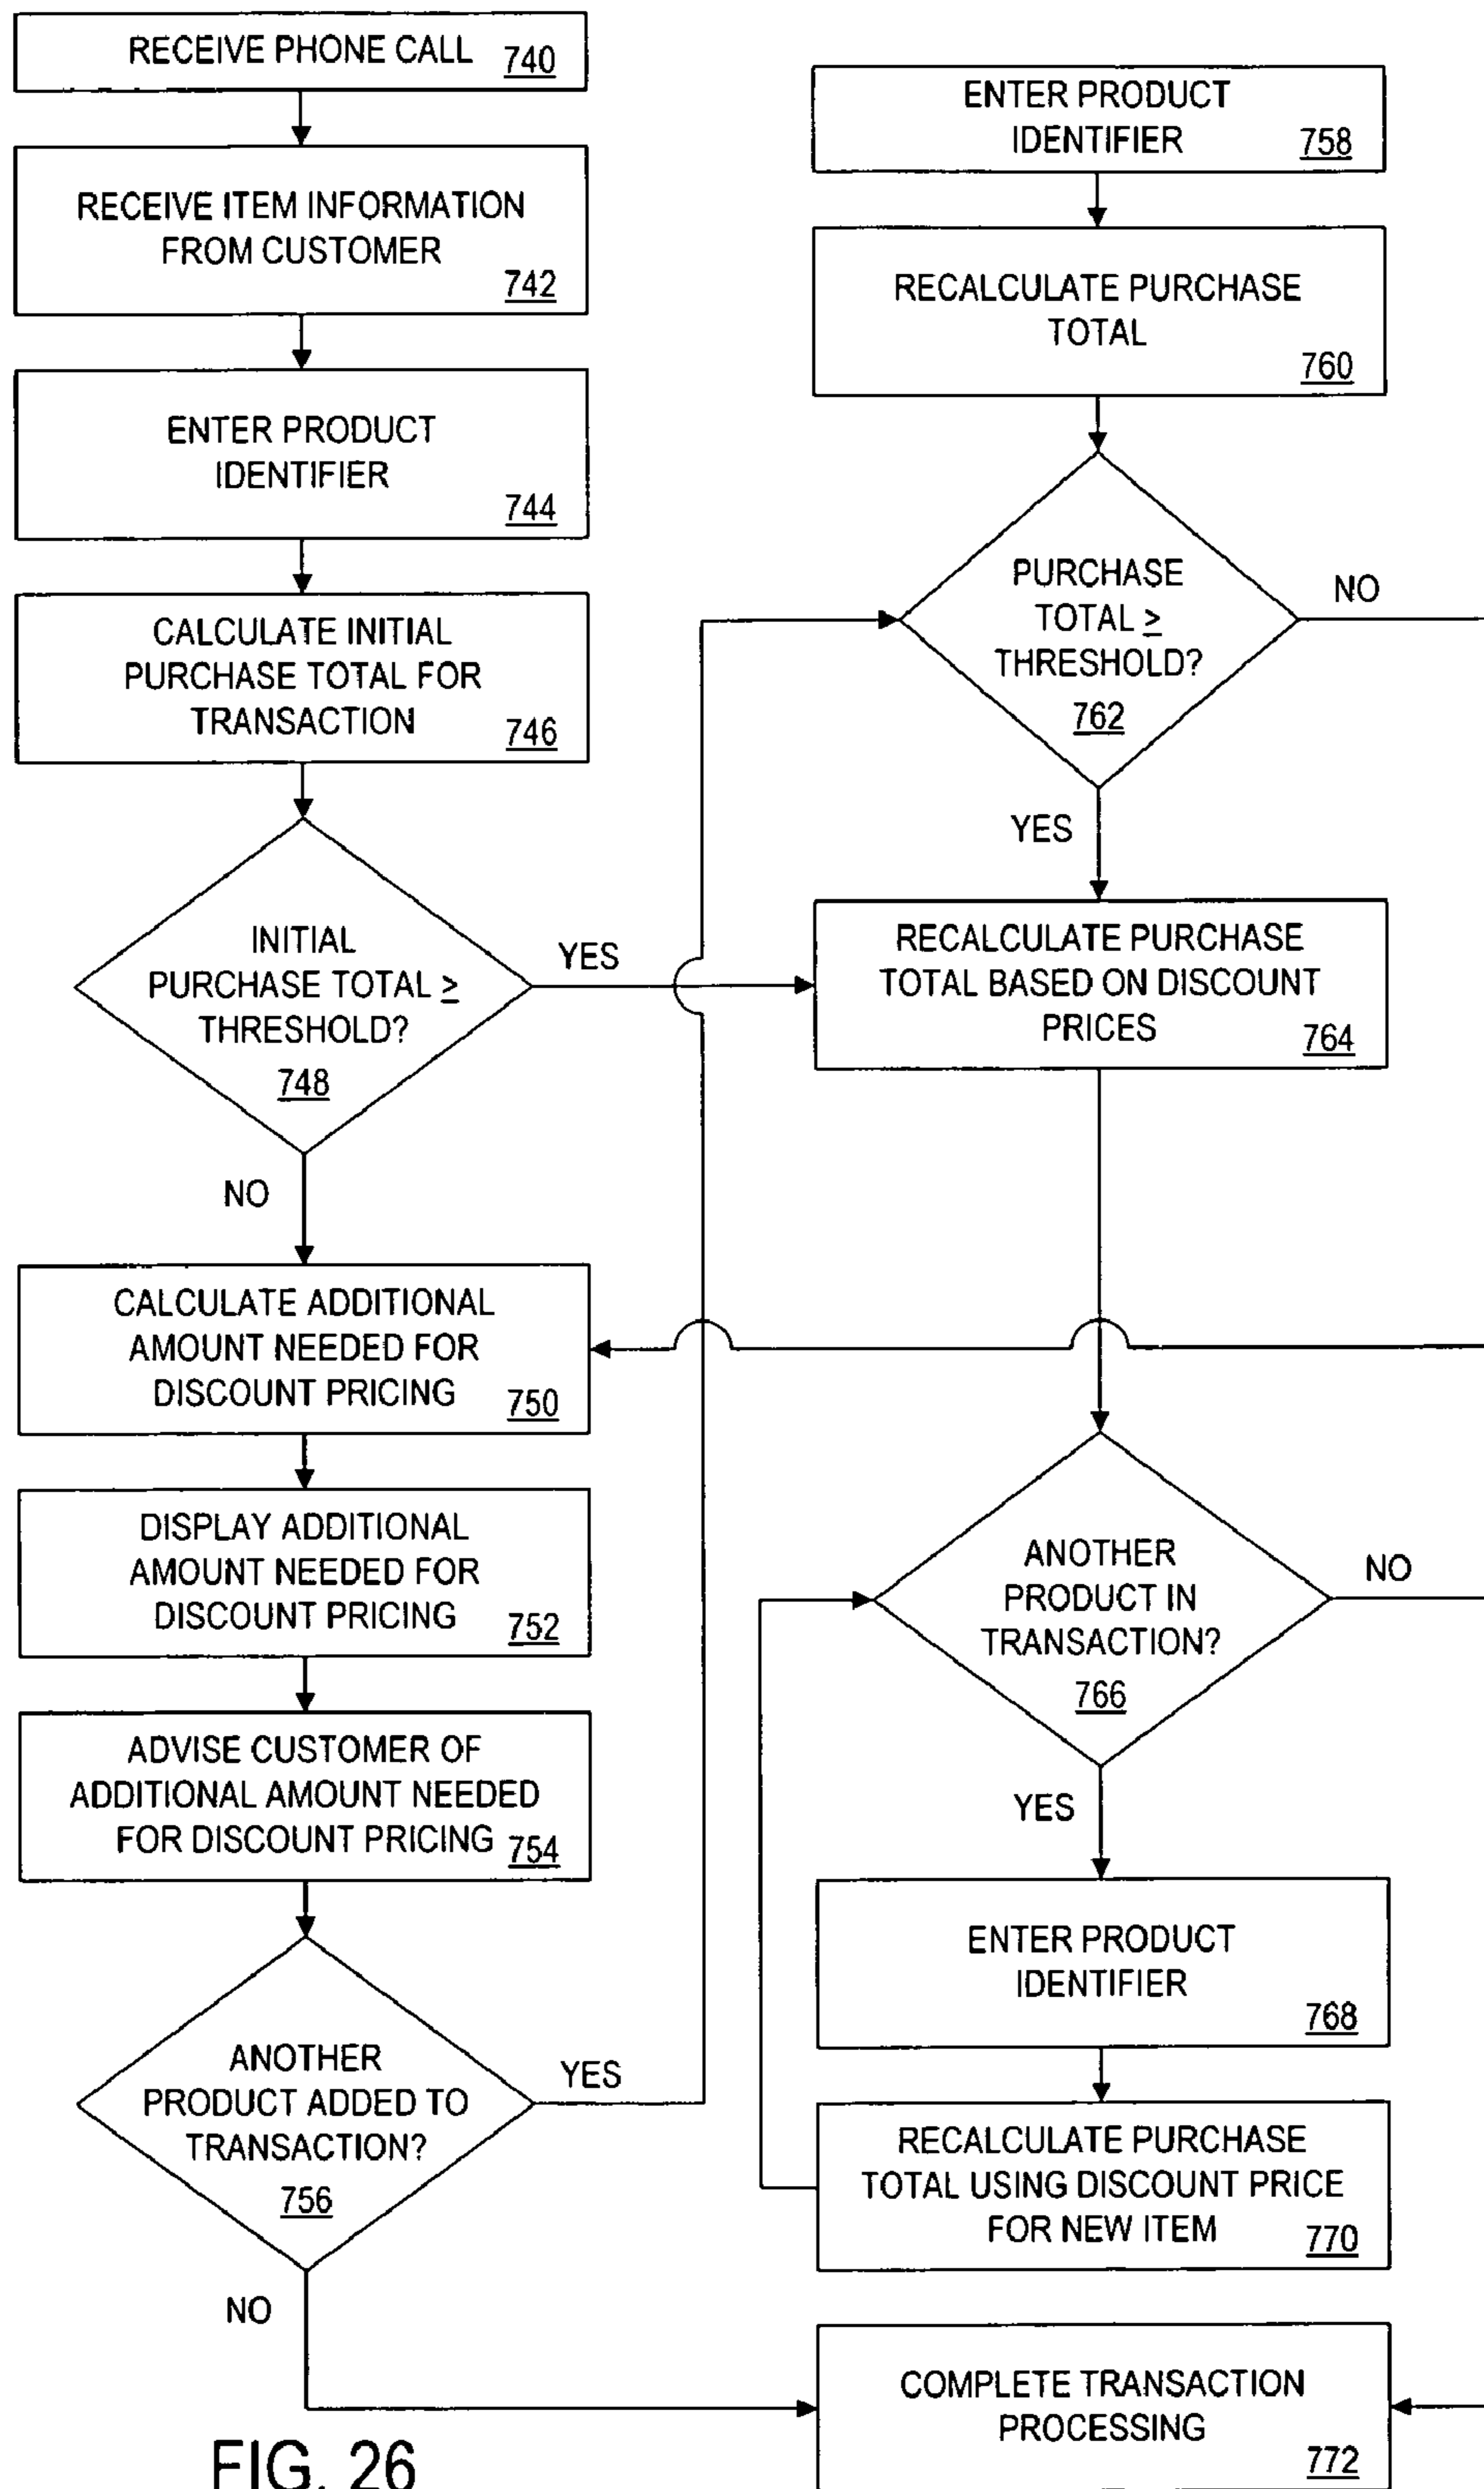 RECEIVE PHONE CALL 740
RECEIVE ITEM INFORMATION
FROM CUSTOMER
742
ENTER PRODUCT
IDENTIFIER
744
CALCULATE INITIAL
PURCHASE TOTAL FOR
TRANSACTION
746
INITIAL
PURCHASE TOTAL ≥
THRESHOLD?
748
YES
NO
CALCULATE ADDITIONAL
AMOUNT NEEDED FOR
DISCOUNT PRICING
750
DISPLAY ADDITIONAL
AMOUNT NEEDED FOR
DISCOUNT PRICING
752
ADVISE CUSTOMER OF
ADDITIONAL AMOUNT NEEDED
FOR DISCOUNT PRICING
754
ANOTHER
PRODUCT ADDED TO
TRANSACTION?
756
YES
NO
ENTER PRODUCT
IDENTIFIER
758
RECALCULATE PURCHASE
TOTAL
760
PURCHASE
TOTAL ≥
THRESHOLD?
762
NO
YES
RECALCULATE PURCHASE
TOTAL BASED ON DISCOUNT
PRICES
764
ANOTHER
PRODUCT IN
TRANSACTION?
766
NO
YES
ENTER PRODUCT
IDENTIFIER
768
RECALCULATE PURCHASE
TOTAL USING DISCOUNT PRICE
FOR NEW ITEM
770
COMPLETE TRANSACTION
PROCESSING
772
FIG. 26